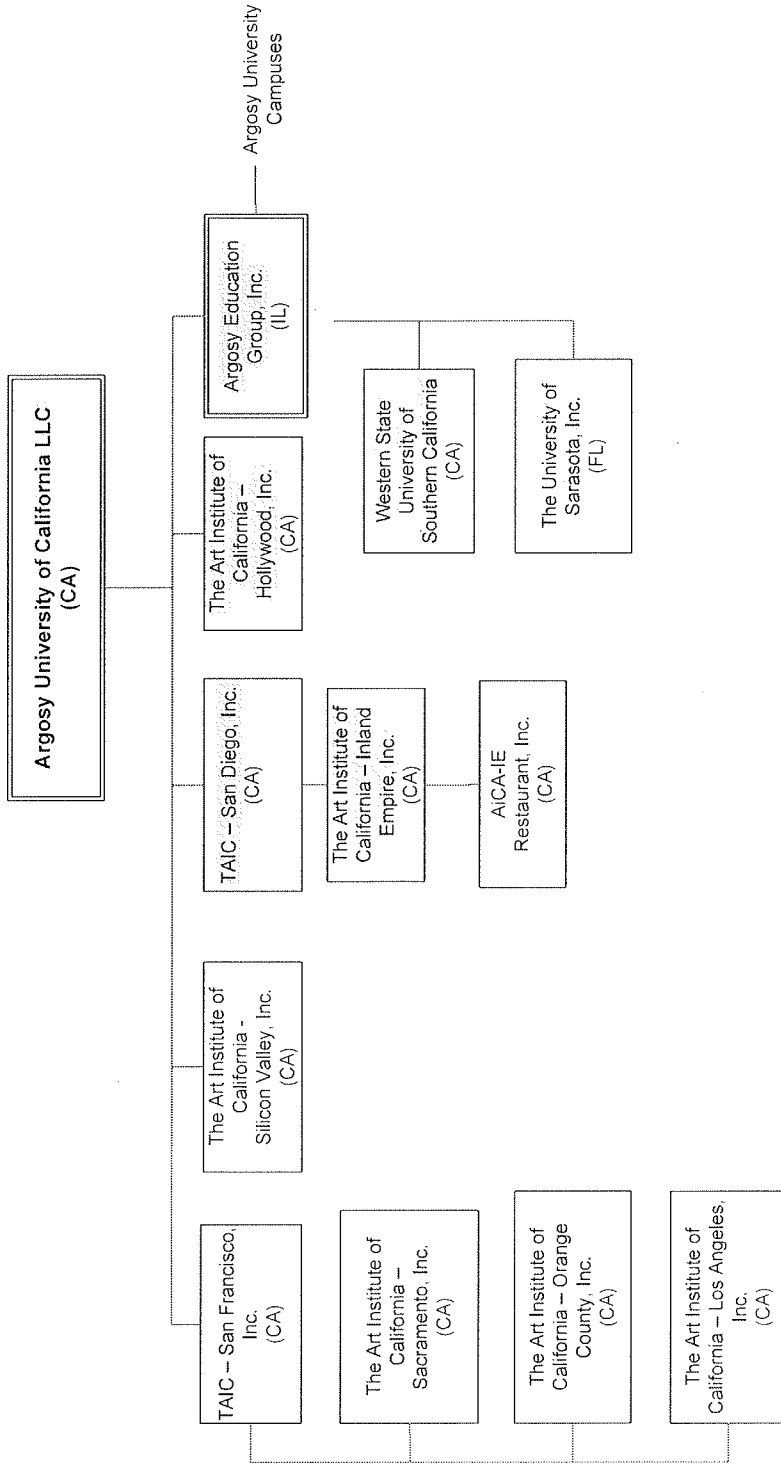 Argosy University of California LLC
(CA)
TAIC – San Francisco,
Inc.
(CA)
The Art Institute of
California -
Silicon Valley, Inc.
(CA)
TAIC – San Diego, Inc.
(CA)
The Art Institute of
California –
Hollywood, Inc.
(CA)
Argosy Education
Group, Inc.
(IL)
Argosy University
Campuses
The Art Institute of
California –
Sacramento, Inc.
(CA)
The Art Institute of
California – Orange
County, Inc.
(CA)
The Art Institute of
California – Los Angeles,
Inc.
(CA)
The Art Institute of
California – Inland
Empire, Inc.
(CA)
AiCA-IE
Restaurant, Inc.
(CA)
Western State
University of
Southern California
(CA)
The University of
Sarasota, Inc.
(FL)